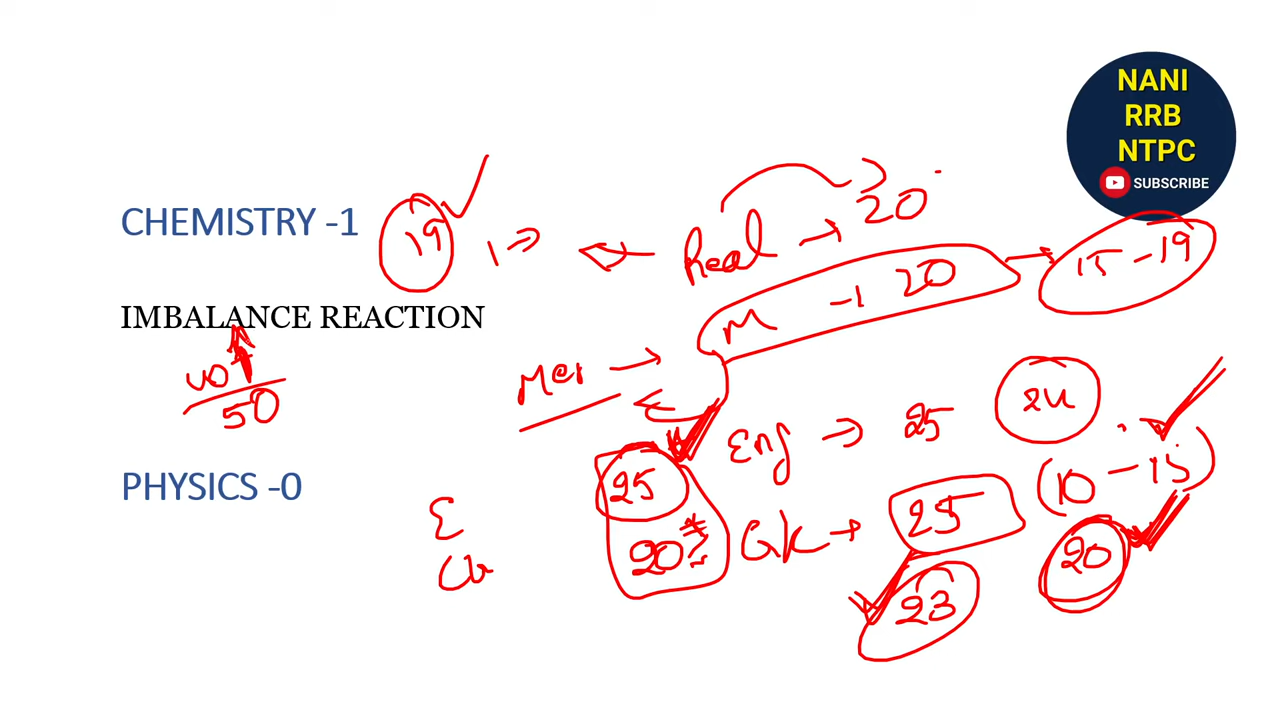 NANI
RRB
NTPC
SUBSCRIBE
CHEMISTRY -1
19
1 ⇒
Real → 20
M -1 20 → 15-19
IMBALANCE REACTION
40
50
Eng → 25
24
(10-15)
25
20
GK → 25
20
23
PHYSICS -0